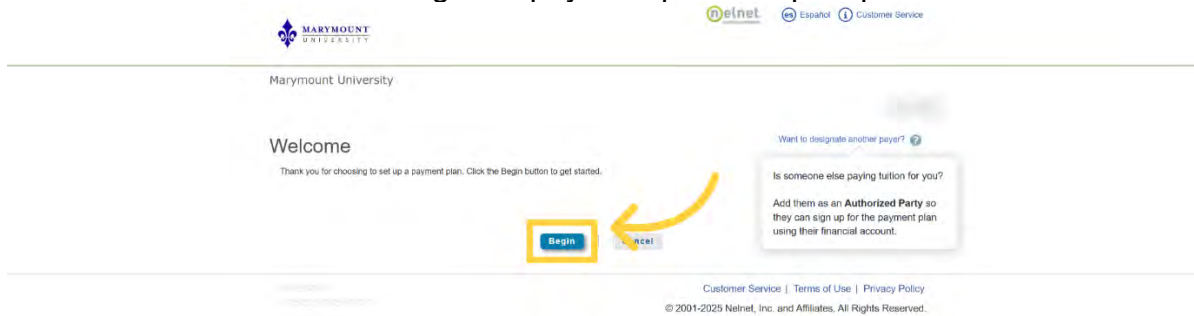 MARYMOUNT
UNIVERSITY
nelnet
es Español i Customer Service
Marymount University
Want to designate another payer? ?
Welcome
Thank you for choosing to set up a payment plan. Click the Begin button to get started.
Is someone else paying tuition for you?
Add them as an Authorized Party so
they can sign up for the payment plan
using their financial account.
Begin
Customer Service | Terms of Use | Privacy Policy
© 2001-2025 Nelnet, Inc. and Affiliates, All Rights Reserved.